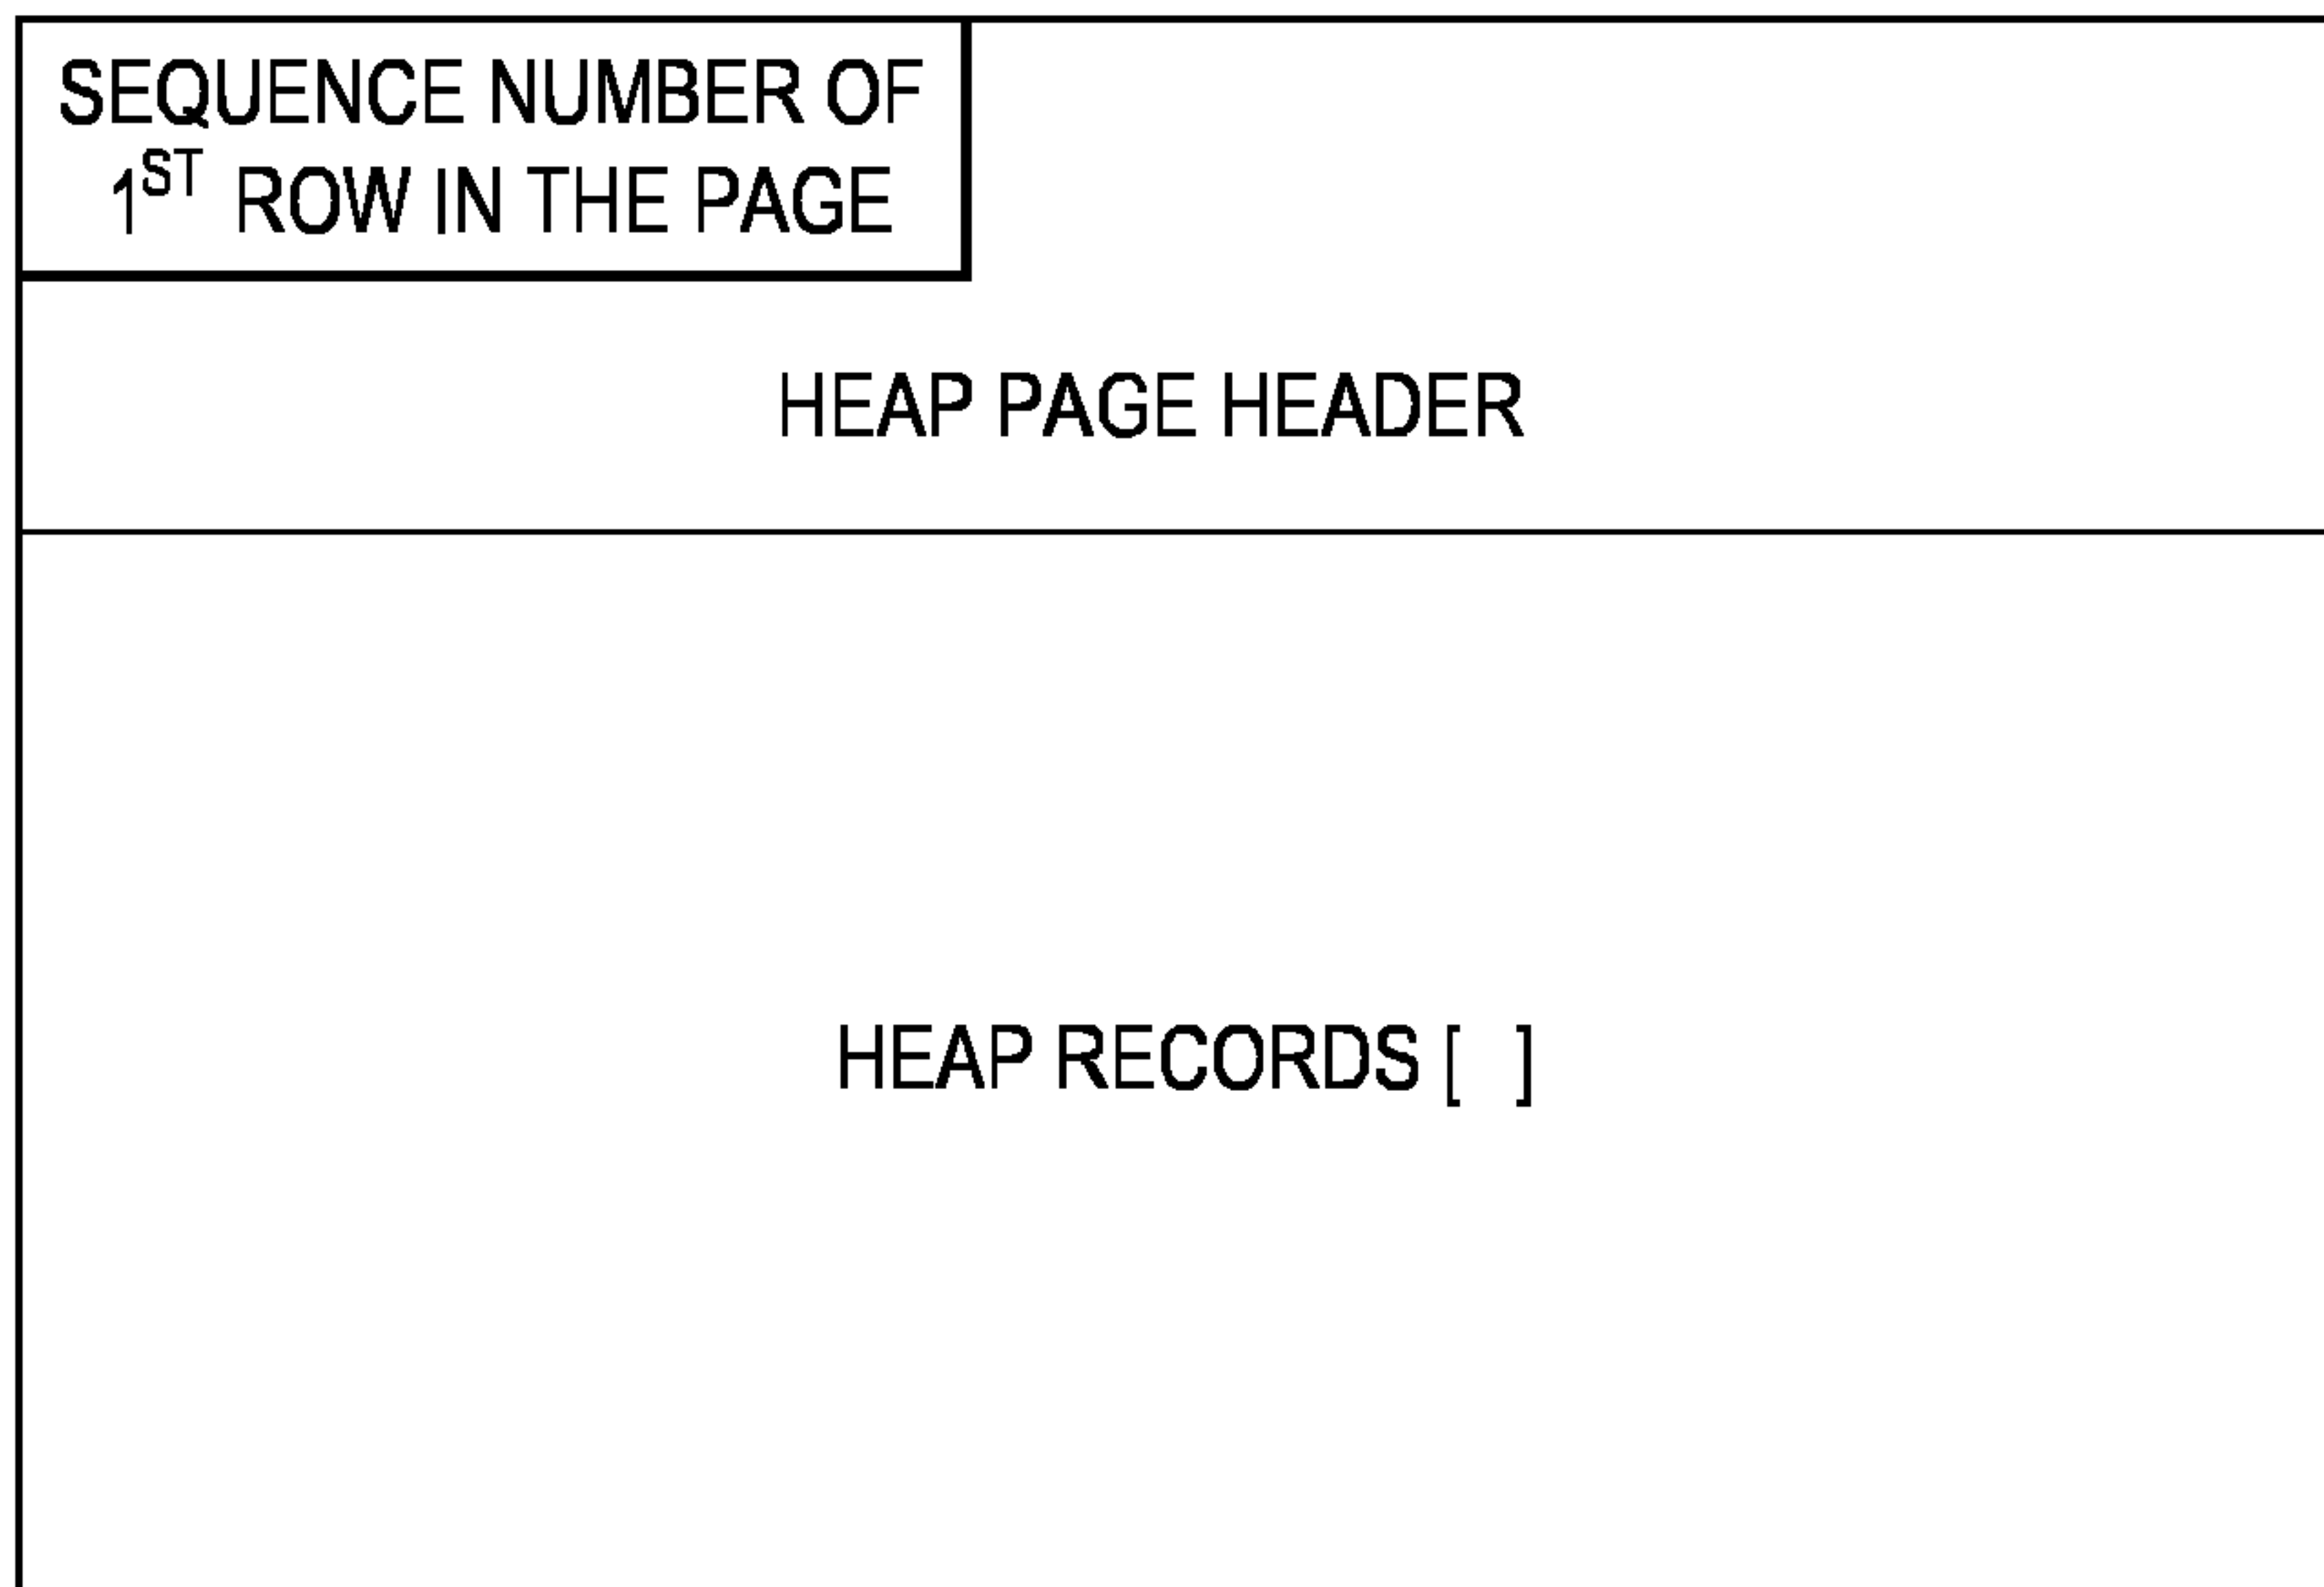 SEQUENCE NUMBER OF
1ST ROW IN THE PAGE
HEAP PAGE HEADER
HEAP RECORDS [ ]